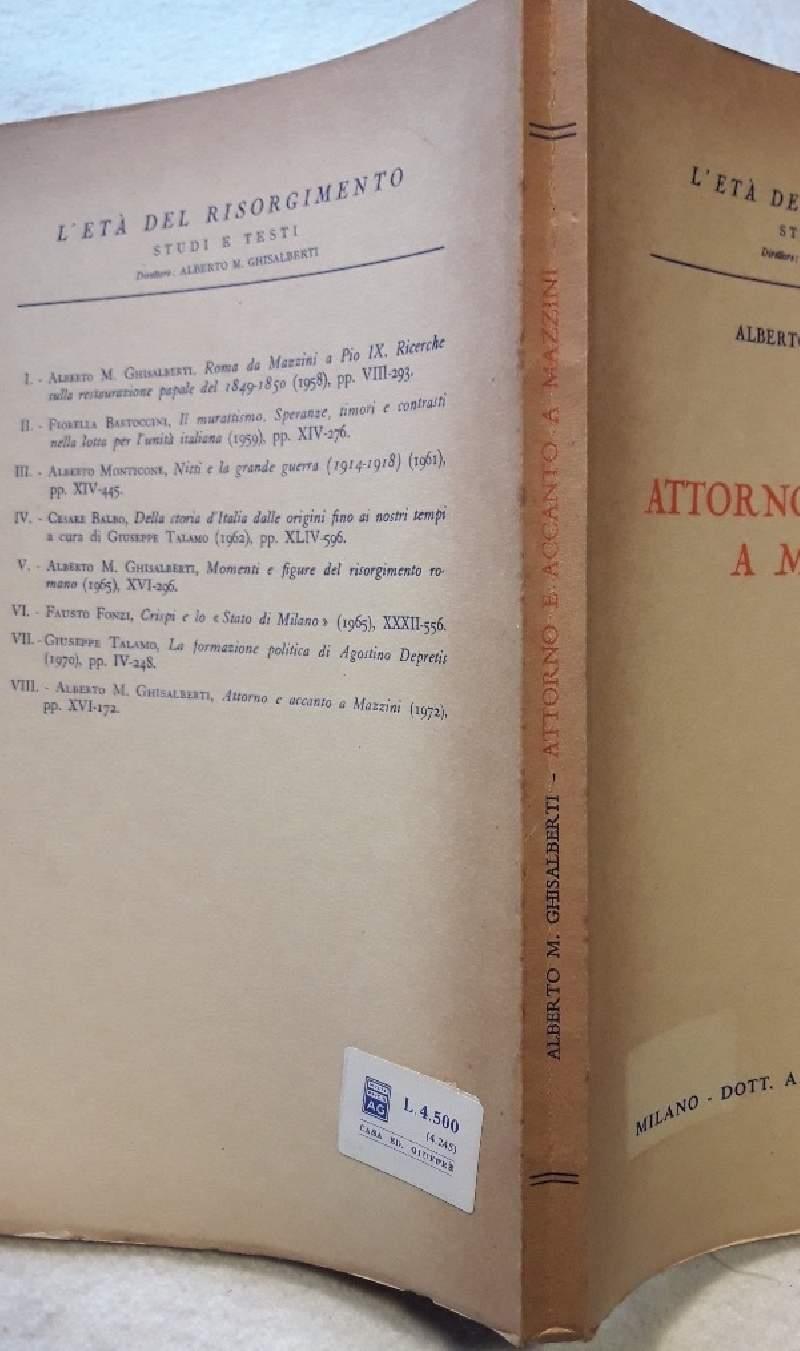 L'ETÀ DEL RISORGIMENTO
STUDI E TESTI
Direttore: ALBERTO M. GHISALBERTI
I. - ALBERTO M. GHISALBERTI, Roma da Mazzini a Pio IX. Ricerche
sulla restaurazione papale del 1849-1850 (1958), pp. VIII-293.
II. - FIORELLA BARTOCCINI, Il murattismo. Speranze, timori e contrasti
nella lotta per l'unità italiana (1959), pp. XIV-276.
III. - ALBERTO MONTICONE, Nitti e la grande guerra (1914-1918) (1961),
pp. XIV-445.
IV. - CESARE BALBO, Della storia d'Italia dalle origini fino ai nostri tempi
a cura di GIUSEPPE TALAMO (1962), pp. XLIV-596.
V. - ALBERTO M. GHISALBERTI, Momenti e figure del risorgimento ro-
mano (1965), XVI-296.
VI. - FAUSTO FONZI, Crispi e lo « Stato di Milano » (1965), XXXII-556.
VII. - GIUSEPPE TALAMO, La formazione politica di Agostino Depretis
(1970), pp. IV-248.
VIII. - ALBERTO M. GHISALBERTI, Attorno e accanto a Mazzini (1972),
pp. XVI-172.
AG
L. 4.500
(4 245)
CASA ED. GIUFFRÈ
ALBERTO M. GHISALBERTI - ATTORNO E ACCANTO A MAZZINI
L'ETÀ DE
ST
Direttore:
ALBERTO
ATTORNO
A M
MILANO - DOTT. A